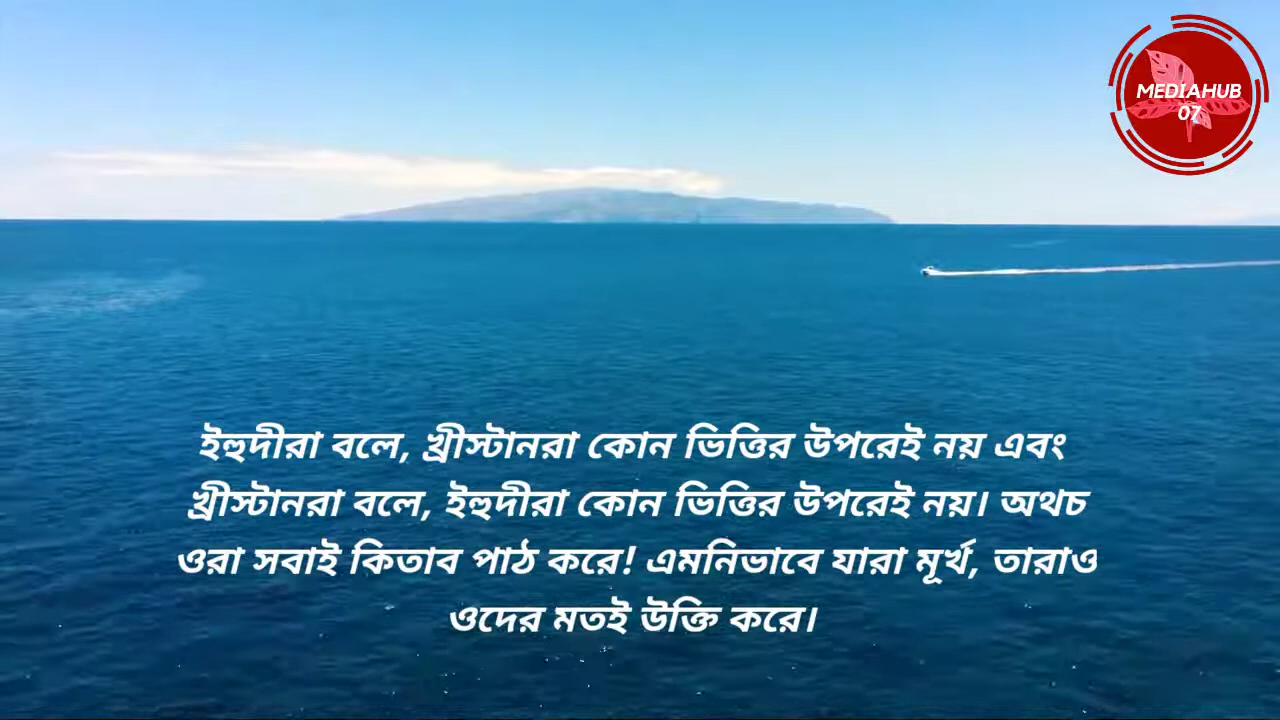 MEDIAHUB
07
ইহুদীরা বলে, খ্রীস্টানরা কোন ভিত্তির উপরেই নয় এবং
খ্রীস্টানরা বলে, ইহুদীরা কোন ভিত্তির উপরেই নয়। অথচ
ওরা সবাই কিতাব পাঠ করে! এমনিভাবে যারা মূর্খ, তারাও
ওদের মতই উক্তি করে।